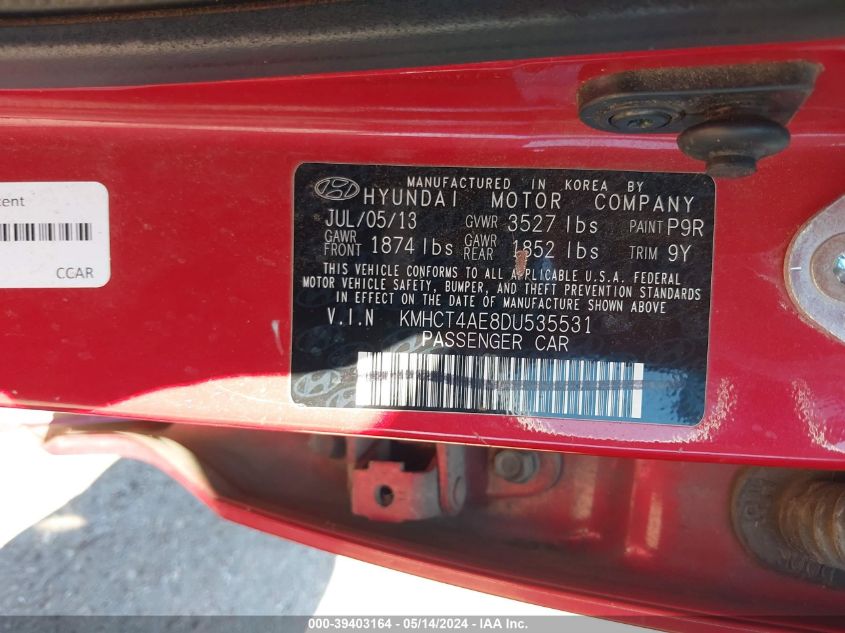 cent
CCAR
MANUFACTURED IN KOREA BY
HYUNDAI MOTOR COMPANY
JUL/05/13 GVWR 3527 lbs PAINT P9R
GAWR FRONT 1874 lbs GAWR REAR 1852 lbs TRIM 9Y
THIS VEHICLE CONFORMS TO ALL APPLICABLE U.S.A. FEDERAL
MOTOR VEHICLE SAFETY, BUMPER, AND THEFT PREVENTION STANDARDS
IN EFFECT ON THE DATE OF MANUFACTURE SHOWN ABOVE
V.I.N KMHCT4AE8DU535531
PASSENGER CAR
000-39403164 - 05/14/2024 - IAA Inc.